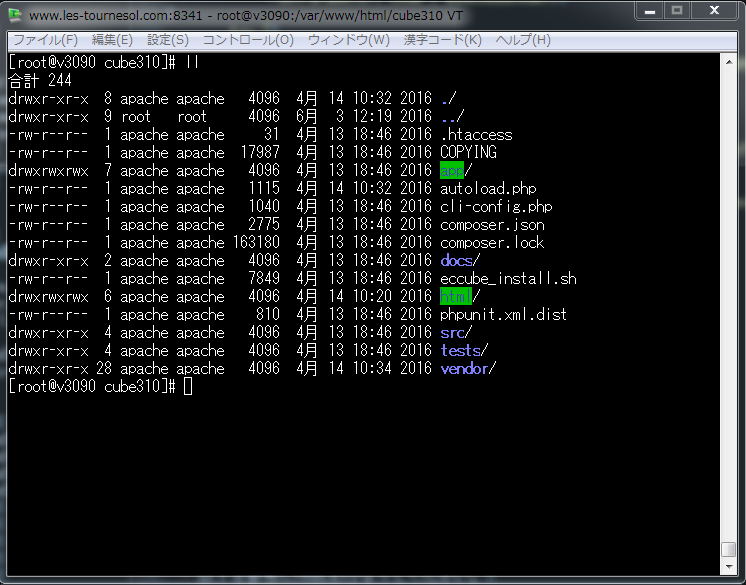 www.les-tournesol.com:8341 - root@v3090:/var/www/html/cube310 VT
ファイル(F) 編集(E) 設定(S) コントロール(O) ウィンドウ(W) 漢字コード(K) ヘルプ(H)
[root@v3090 cube310]# ll
合計 244
drwxr-xr-x  8 apache apache   4096  4月 14 10:32 2016 ./
drwxr-xr-x  9 root   root     4096  6月  3 12:19 2016 ../
-rw-r--r--  1 apache apache     31  4月 13 18:46 2016 .htaccess
-rw-r--r--  1 apache apache  17987  4月 13 18:46 2016 COPYING
drwxrwxrwx  7 apache apache   4096  4月 13 18:46 2016 app/
-rw-r--r--  1 apache apache   1115  4月 14 10:32 2016 autoload.php
-rw-r--r--  1 apache apache   1040  4月 13 18:46 2016 cli-config.php
-rw-r--r--  1 apache apache   2775  4月 13 18:46 2016 composer.json
-rw-r--r--  1 apache apache 163180  4月 13 18:46 2016 composer.lock
drwxr-xr-x  2 apache apache   4096  4月 13 18:46 2016 docs/
-rw-r--r--  1 apache apache   7849  4月 13 18:46 2016 eccube_install.sh
drwxrwxrwx  6 apache apache   4096  4月 14 10:20 2016 html/
-rw-r--r--  1 apache apache    810  4月 13 18:46 2016 phpunit.xml.dist
drwxr-xr-x  4 apache apache   4096  4月 13 18:46 2016 src/
drwxr-xr-x  4 apache apache   4096  4月 13 18:46 2016 tests/
drwxr-xr-x 28 apache apache   4096  4月 14 10:34 2016 vendor/
[root@v3090 cube310]#